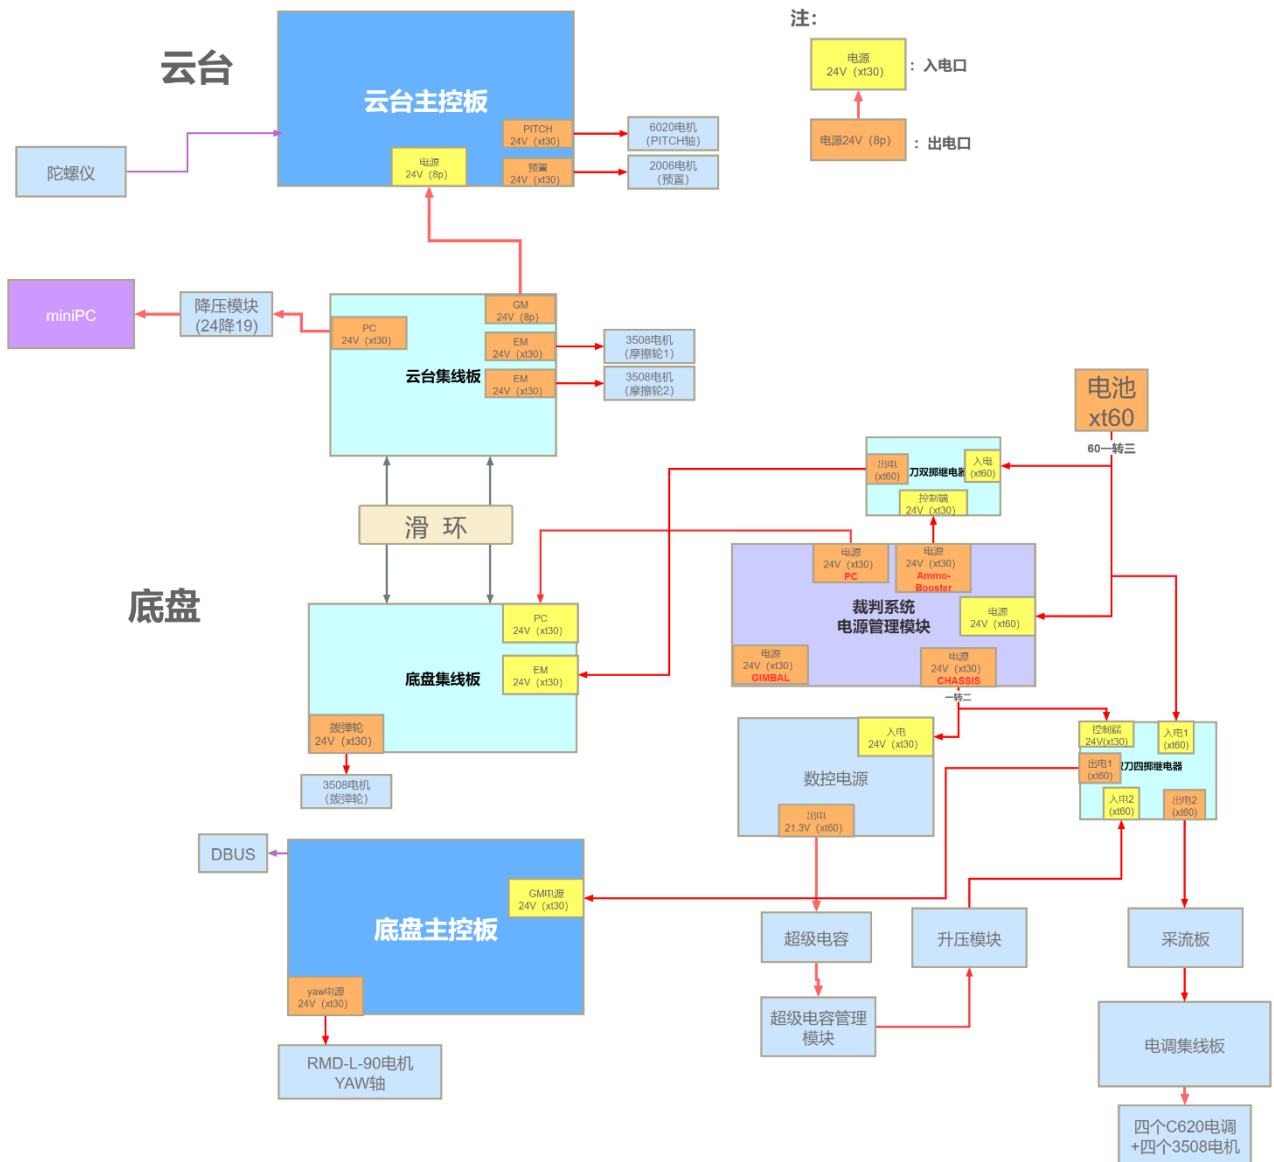 注：
云台
电源
24V（xt30）
：入电口
电源24V（8p）
：出电口
云台主控板
PITCH
24V（xt30）
6020电机
（PITCH轴）
电源
24V（8p）
预置
24V（xt30）
2006电机
（预置）
陀螺仪
miniPC
降压模块
(24降19)
PC
24V（xt30）
GM
24V（8p）
EM
24V（xt30）
3508电机
（摩擦轮1）
云台集线板
EM
24V（xt30）
3508电机
（摩擦轮2）
电池
xt60
60一转三
出电
(xt60)
刀双掷继电器
入电
(xt60)
控制端
24V（xt30）
滑 环
底盘
电源
24V（xt30）
PC
电源
24V（xt30）
Ammo-
Booster
裁判系统
电源管理模块
电源
24V（xt60）
电源
24V（xt30）
GIMBAL
电源
24V（xt30）
CHASSIS
一转二
PC
24V（xt30）
EM
24V（xt30）
底盘集线板
拨弹轮
24V（xt30）
3508电机
（拨弹轮）
入电
24V（xt30）
数控电源
出电
21.3V（xt60）
控制端
24V(xt30)
入电1
(xt60)
出电1
(xt60)
双刀四掷继电器
入电2
(xt60)
出电2
(xt60)
DBUS
GM电源
24V（xt30）
底盘主控板
yaw电源
24V（xt30）
RMD-L-90电机
YAW轴
超级电容
升压模块
采流板
超级电容管理
模块
电调集线板
四个C620电调
+四个3508电机